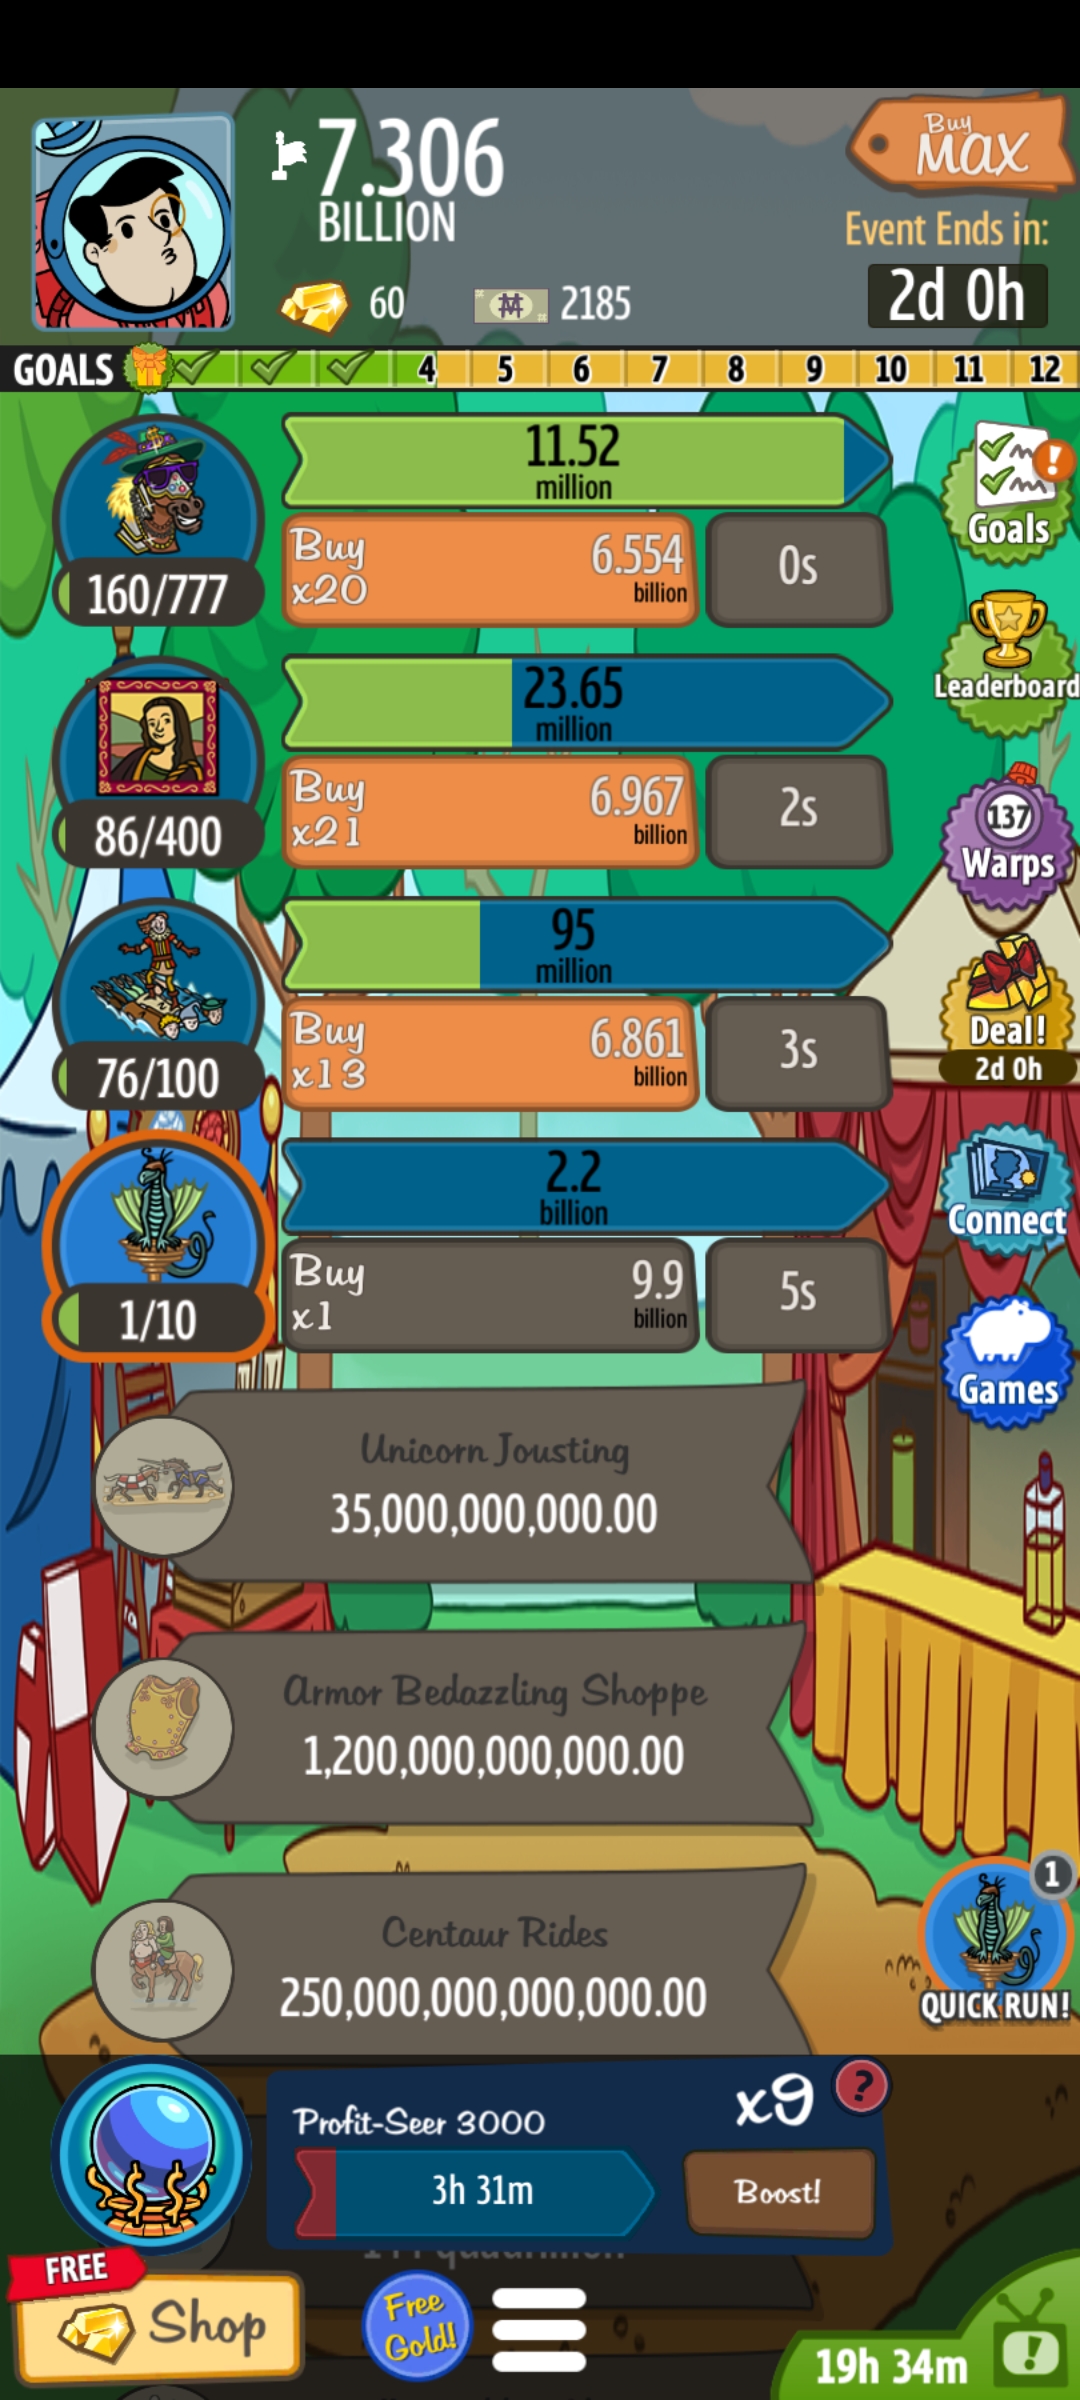 7.306
BILLION
Buy
MAX
Event Ends in:
2d 0h
60
2185
GOALS
4
5
6
7
8
9
10
11
12
11.52
million
Buy
x20
6.554
billion
0s
160/777
Goals
23.65
million
Buy
x21
6.967
billion
2s
86/400
Leaderboard
137
Warps
95
million
Buy
x13
6.861
billion
3s
76/100
Deal!
2d 0h
2.2
billion
Buy
x1
9.9
billion
5s
1/10
Connect
Games
Unicorn Jousting
35,000,000,000.00
Armor Bedazzling Shoppe
1,200,000,000,000.00
Centaur Rides
250,000,000,000,000.00
1
QUICK RUN!
Profit-Seer 3000
x9
?
3h 31m
Boost!
FREE
Shop
Free
Gold!
19h 34m